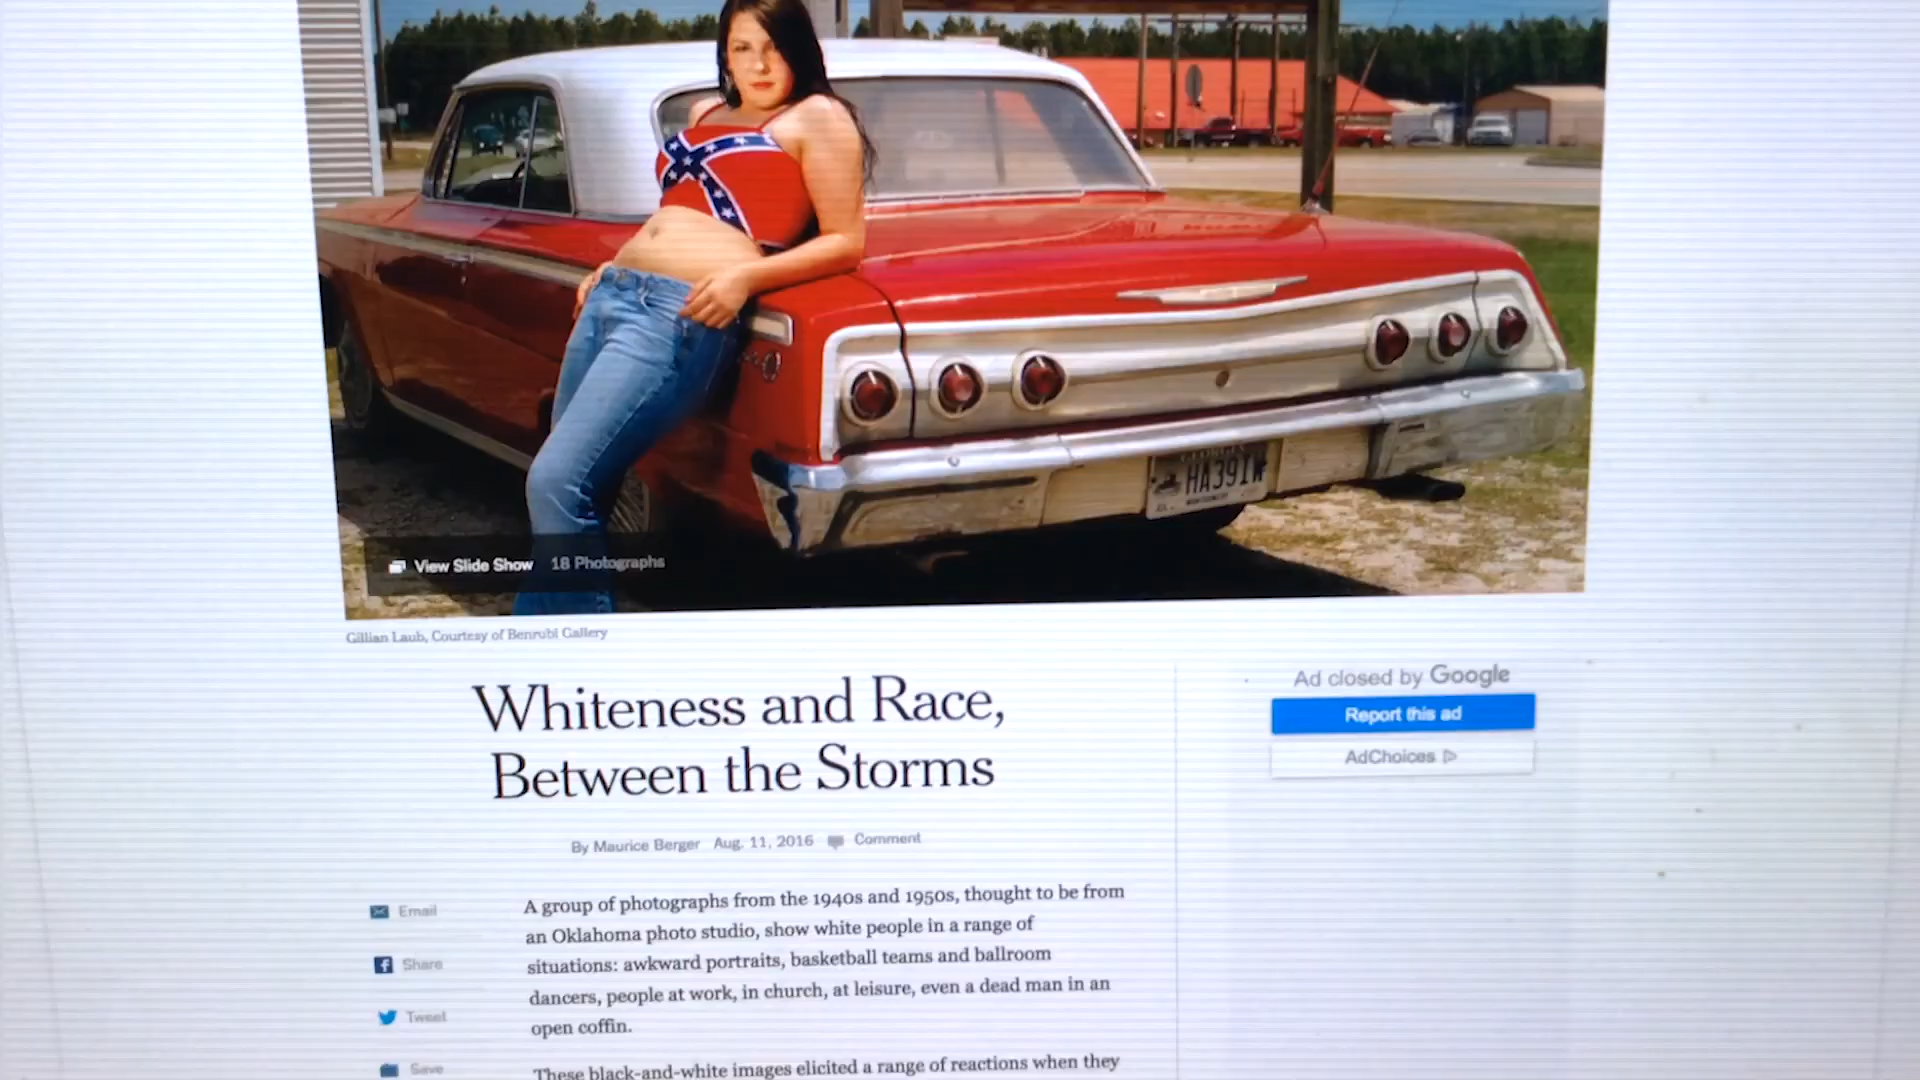 GEORGIA
HA39IW
MONTGOMERY
View Slide Show 18 Photographs
Gillian Laub, Courtesy of Benrubi Gallery
Whiteness and Race,
Between the Storms
By Maurice Berger Aug. 11, 2016 Comment
Email
Share
Tweet
Save
A group of photographs from the 1940s and 1950s, thought to be from
an Oklahoma photo studio, show white people in a range of
situations: awkward portraits, basketball teams and ballroom
dancers, people at work, in church, at leisure, even a dead man in an
open coffin.
These black-and-white images elicited a range of reactions when they
Ad closed by Google
Report this ad
AdChoices